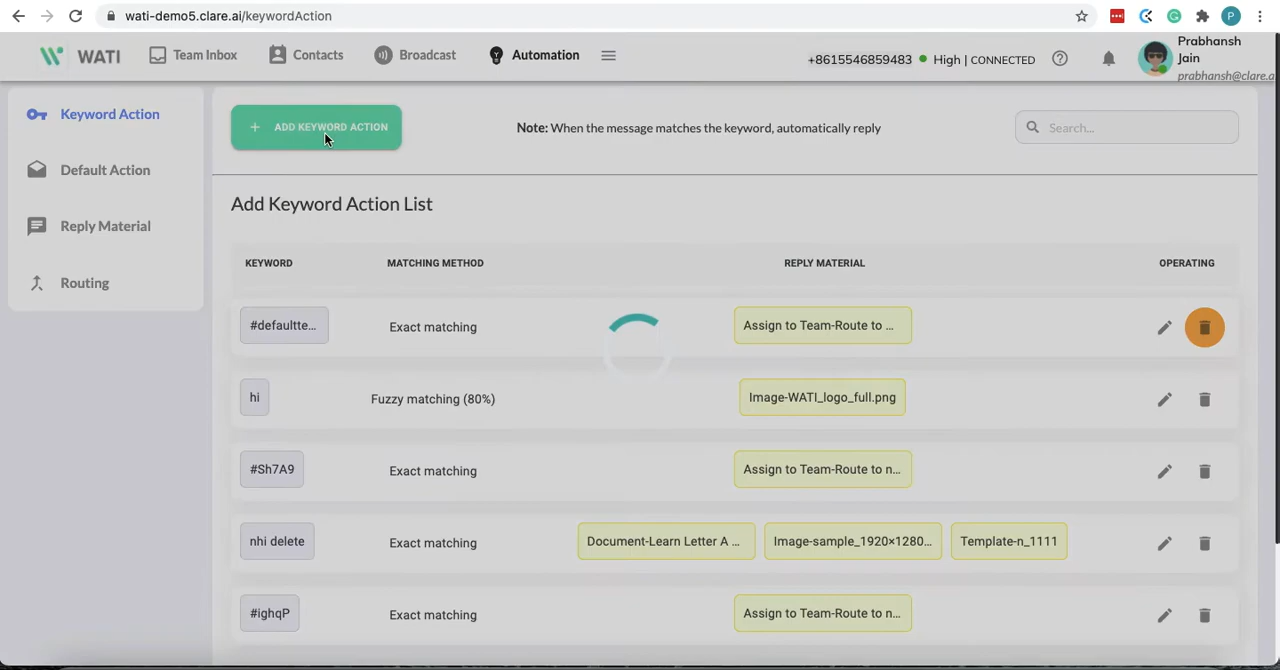 wati-demo5.clare.ai/keywordAction
P
WATI
Team Inbox
Contacts
Broadcast
Automation
+8615546859483
High | CONNECTED
Prabhansh
Jain
prabhansh@clare.a
Keyword Action
Default Action
Reply Material
Routing
+ ADD KEYWORD ACTION
Note: When the message matches the keyword, automatically reply
Search...
Add Keyword Action List
KEYWORD MATCHING METHOD REPLY MATERIAL OPERATING
#defaultte... Exact matching Assign to Team-Route to ...
hi Fuzzy matching (80%) Image-WATI_logo_full.png
#Sh7A9 Exact matching Assign to Team-Route to n...
nhi delete Exact matching Document-Learn Letter A ... Image-sample_1920×1280... Template-n_1111
#ighqP Exact matching Assign to Team-Route to n...